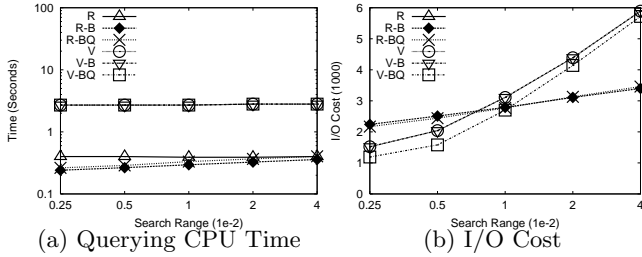 100
10
1
0.1
Time (Seconds)
R
R-B
R-BQ
V
V-B
V-BQ
0.25 0.5 1 2 4
Search Range (1e-2)
(a) Querying CPU Time
6
5
4
3
2
1
0
I/O Cost (1000)
R
R-B
R-BQ
V
V-B
V-BQ
0.25 0.5 1 2 4
Search Range (1e-2)
(b) I/O Cost